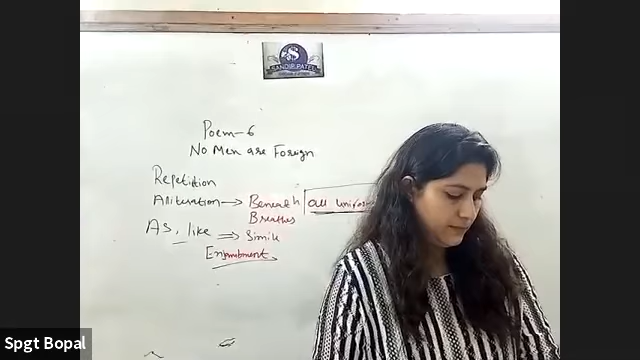 SANDIP PATEL
Poem-6
No Men are Foreign
Repetition
Aliteration → Beneath
Breathes
All unifor
As, like ⇒ Simile
Enjambment
Spgt Bopal